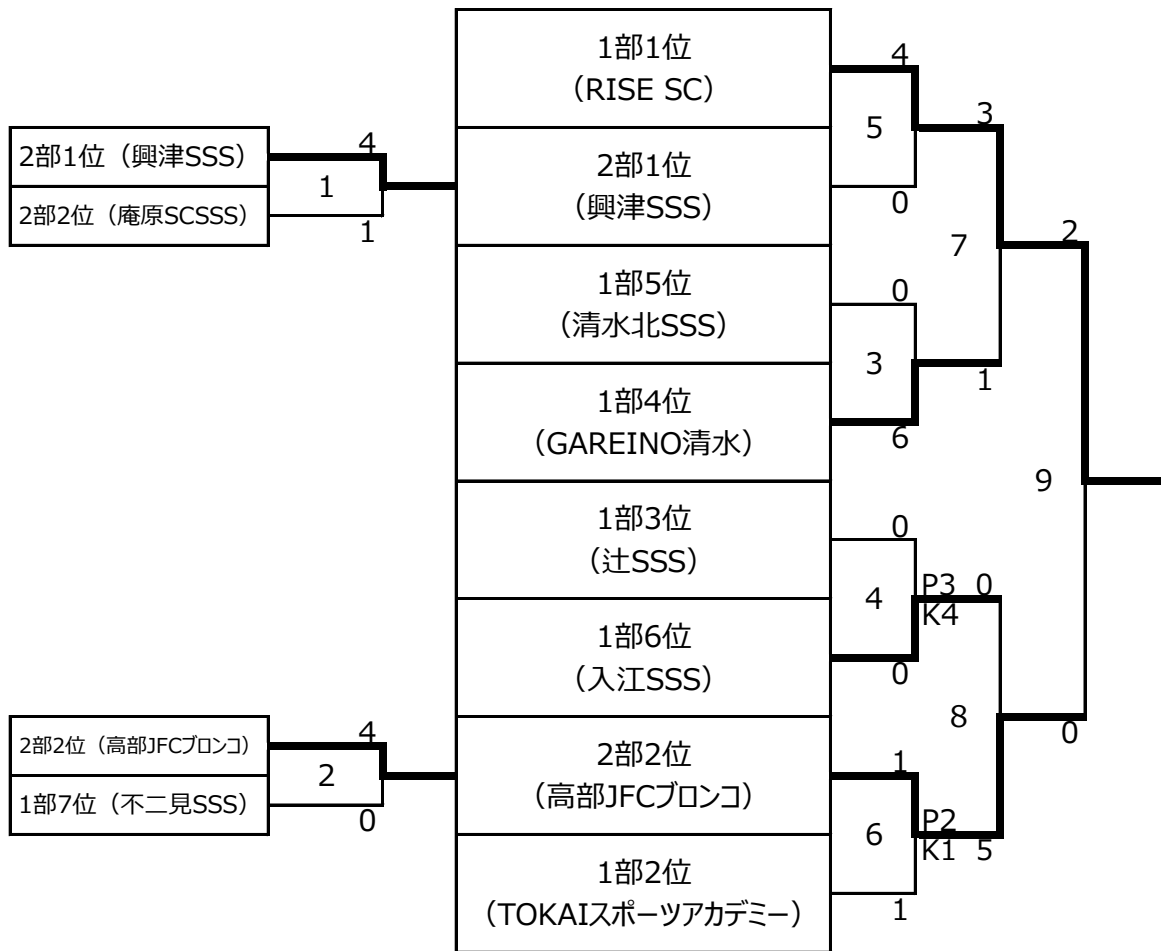 1部1位
（RISE SC）
4
5
3
2部1位（興津SSS）
4
1
2部2位（庵原SCSSS）
1
2部1位
（興津SSS）
0
7
2
1部5位
（清水北SSS）
0
3
1
1部4位
（GAREINO清水）
6
9
1部3位
（辻SSS）
0
4
P3
K4
0
1部6位
（入江SSS）
0
8
0
2部2位（高部JFCブロンコ）
4
2
1部7位（不二見SSS）
0
2部2位
（高部JFCブロンコ）
1
6
P2
K1
5
1部2位
（TOKAIスポーツアカデミー）
1